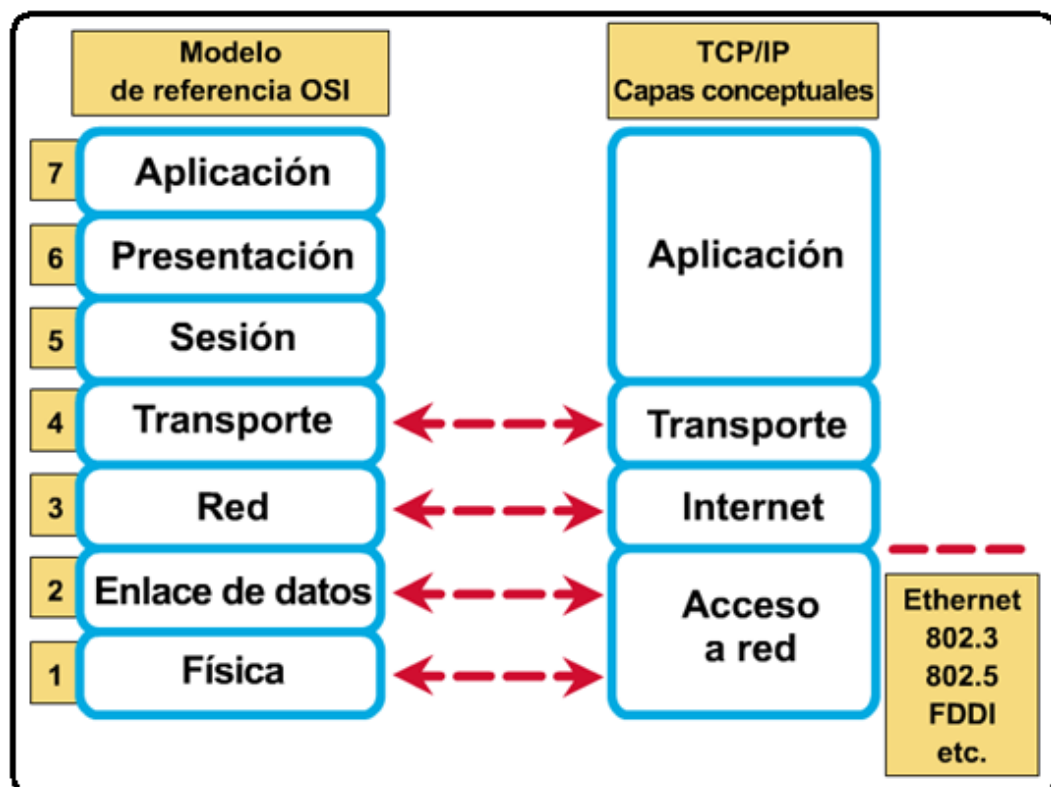 Modelo
de referencia OSI
7
Aplicación
6
Presentación
5
Sesión
4
Transporte
3
Red
2
Enlace de datos
1
Física
TCP/IP
Capas conceptuales
Aplicación
Transporte
Internet
Acceso
a red
Ethernet
802.3
802.5
FDDI
etc.